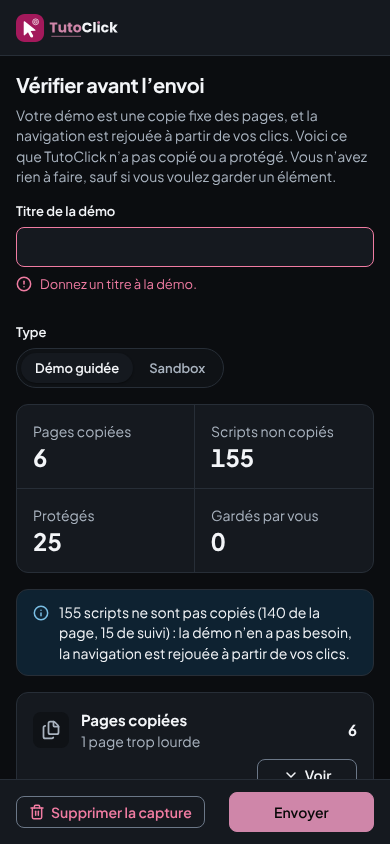 TutoClick
Vérifier avant l’envoi
Votre démo est une copie fixe des pages, et la
navigation est rejouée à partir de vos clics. Voici ce
que TutoClick n’a pas copié ou a protégé. Vous n’avez
rien à faire, sauf si vous voulez garder un élément.
Titre de la démo
Donnez un titre à la démo.
Type
Démo guidée Sandbox
Pages copiées Scripts non copiés
6 155
Protégés Gardés par vous
25 0
155 scripts ne sont pas copiés (140 de la
page, 15 de suivi) : la démo n’en a pas besoin,
la navigation est rejouée à partir de vos clics.
Pages copiées 6
1 page trop lourde
Voir
Supprimer la capture Envoyer